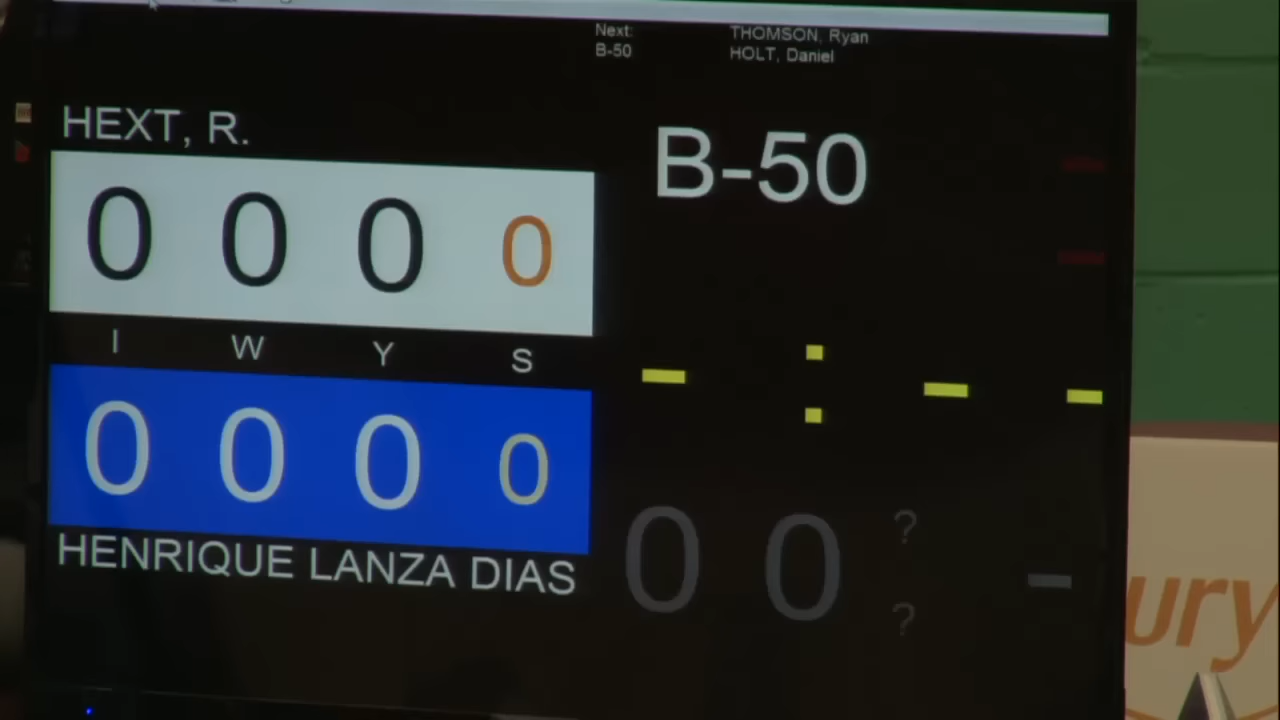 Next: THOMSON, Ryan
B-50 HOLT, Daniel
HEXT, R.
B-50
0 0 0 0
I W Y S
- : - -
0 0 0 0
HENRIQUE LANZA DIAS
0 0 ? -
?
ury